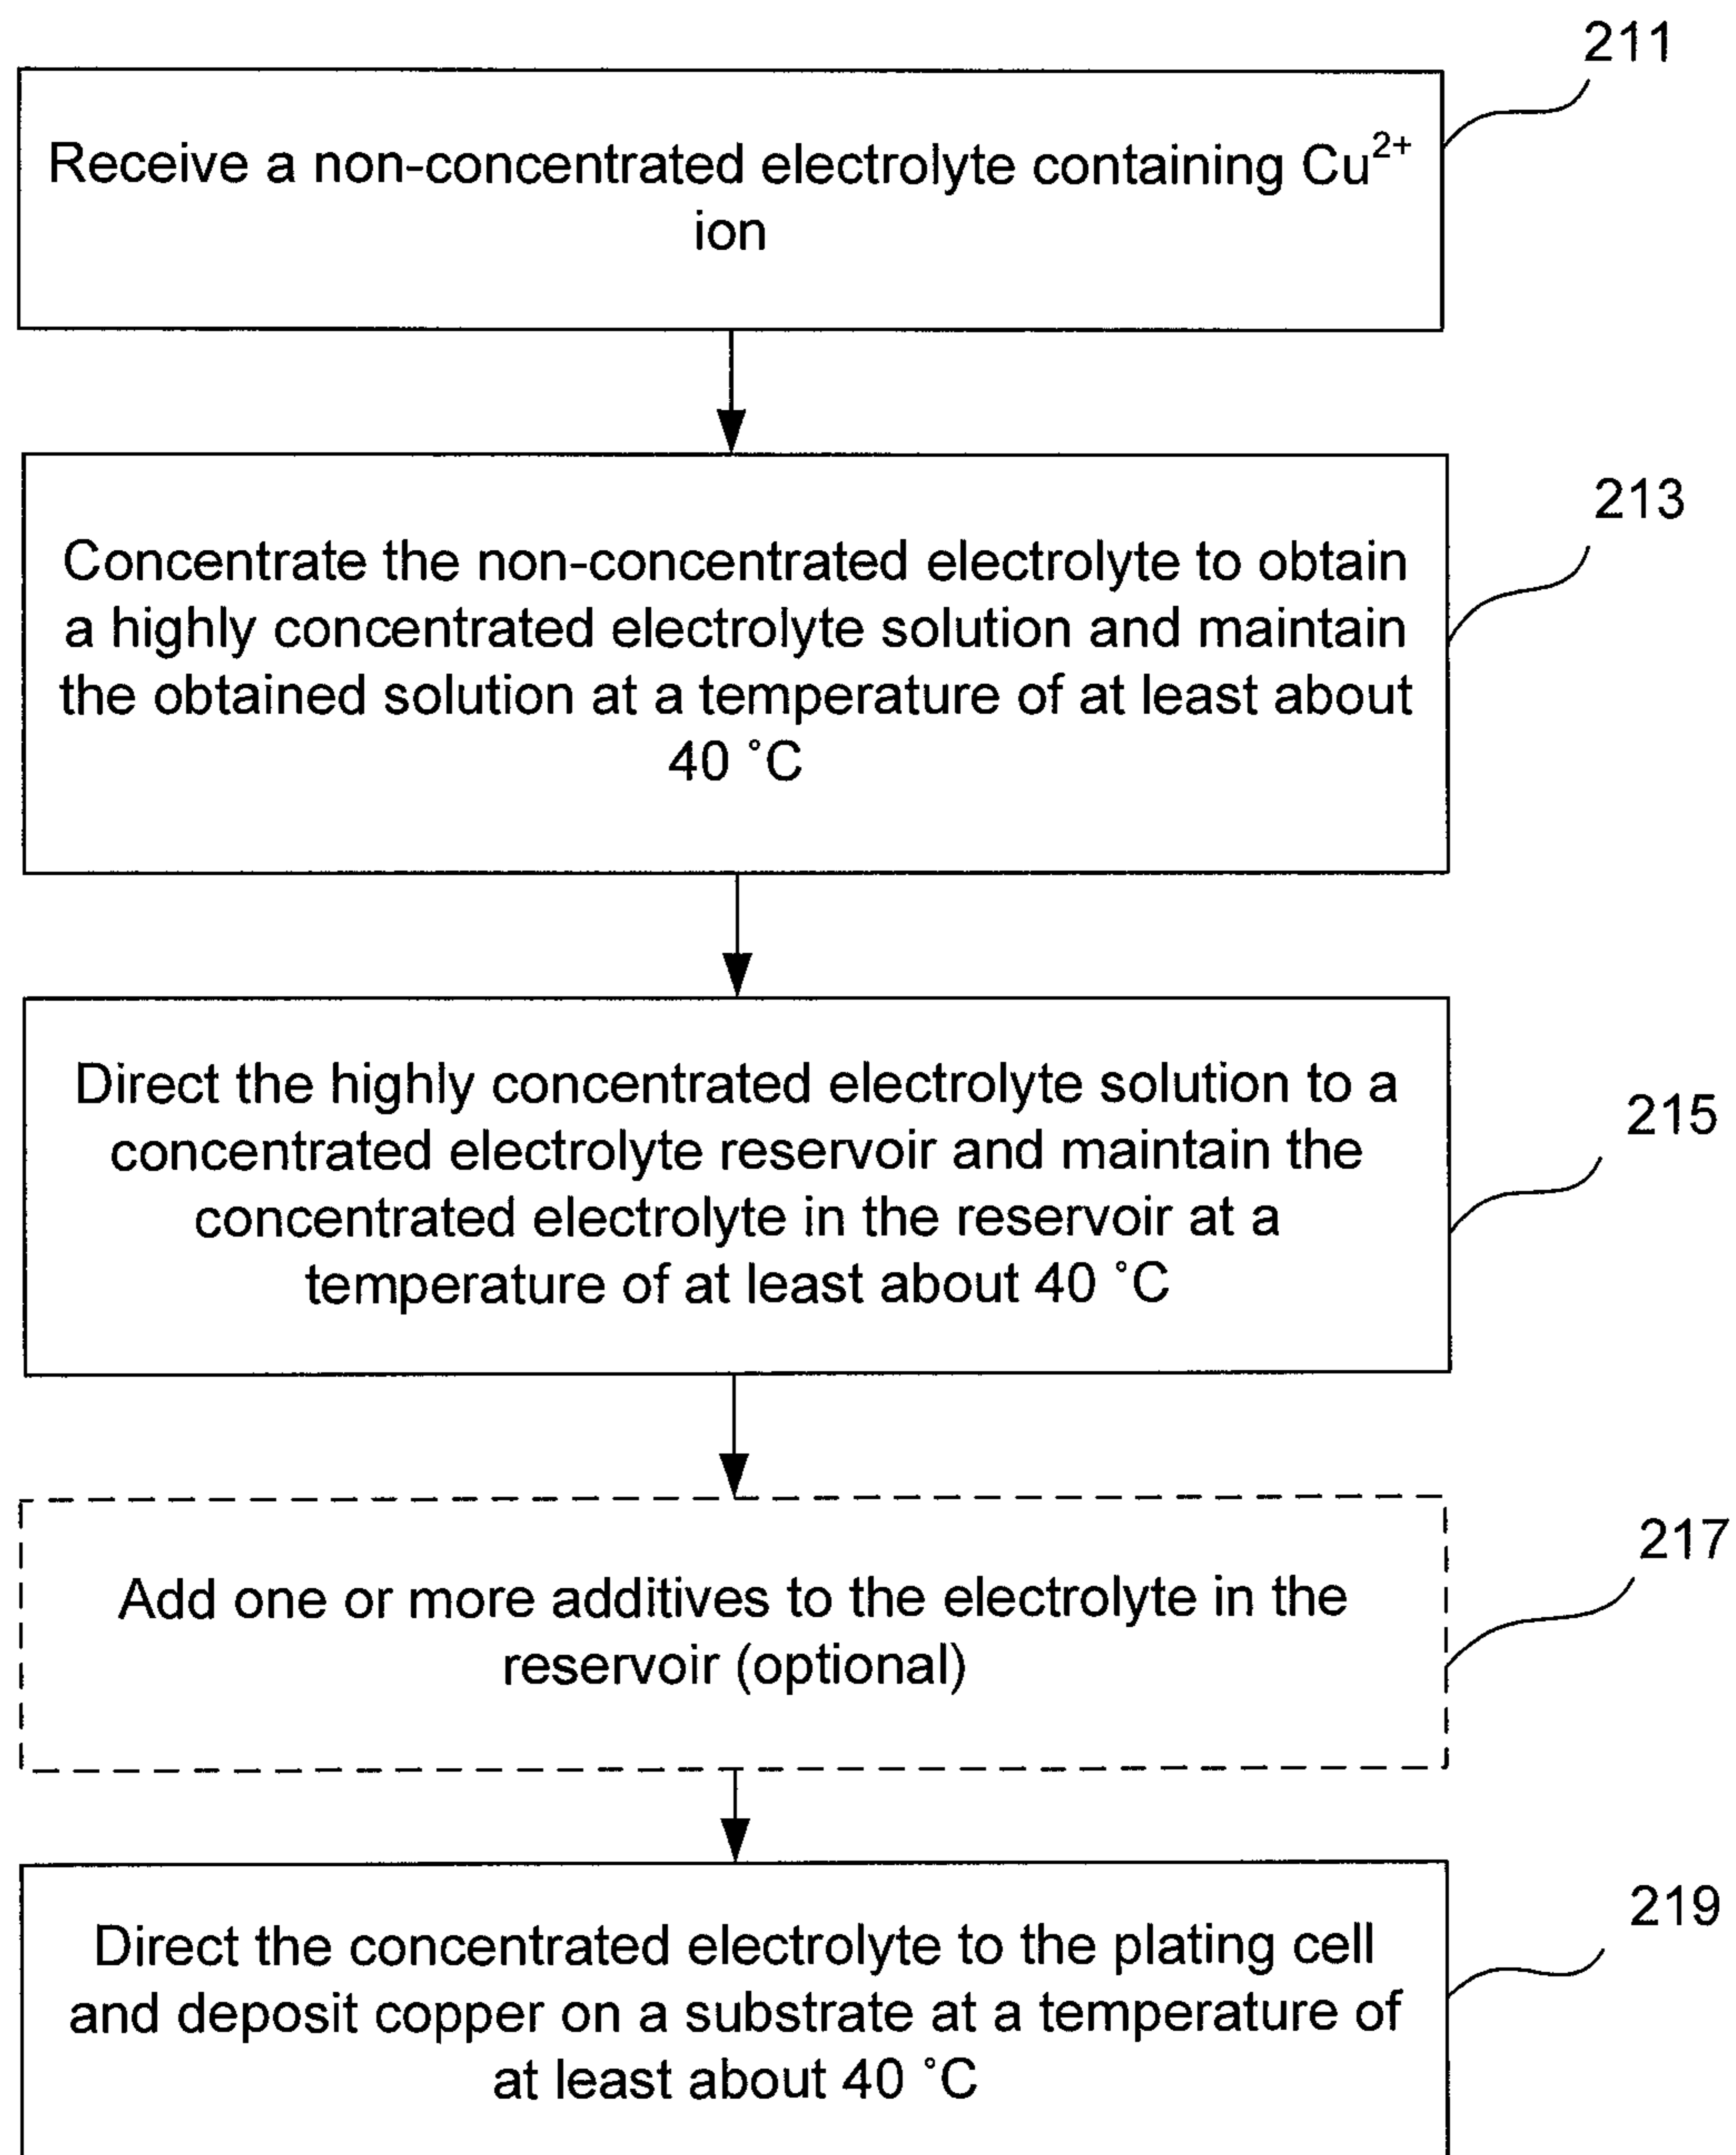 211
Receive a non-concentrated electrolyte containing Cu²⁺
ion
213
Concentrate the non-concentrated electrolyte to obtain
a highly concentrated electrolyte solution and maintain
the obtained solution at a temperature of at least about
40 ˚C
215
Direct the highly concentrated electrolyte solution to a
concentrated electrolyte reservoir and maintain the
concentrated electrolyte in the reservoir at a
temperature of at least about 40 ˚C
217
Add one or more additives to the electrolyte in the
reservoir (optional)
219
Direct the concentrated electrolyte to the plating cell
and deposit copper on a substrate at a temperature of
at least about 40 ˚C